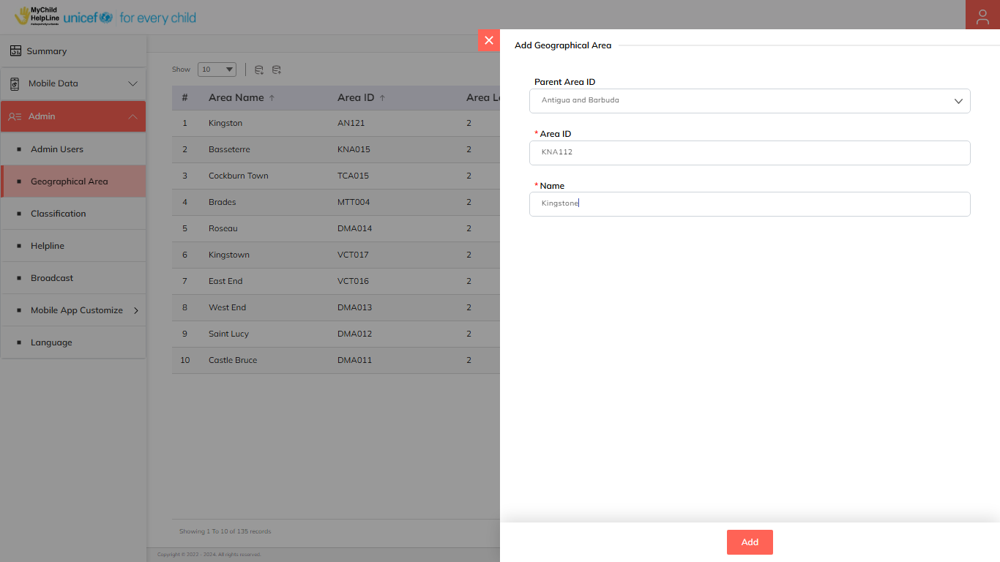 MyChild
HelpLine
unicef for every child
Summary
Mobile Data
Admin
Admin Users
Geographical Area
Classification
Helpline
Broadcast
Mobile App Customize
Language
Show 10
# Area Name Area ID Area L
1 Kingston AN121 2
2 Basseterre KNA015 2
3 Cockburn Town TCA015 2
4 Brades MTT004 2
5 Roseau DMA014 2
6 Kingstown VCT017 2
7 East End VCT016 2
8 West End DMA013 2
9 Saint Lucy DMA012 2
10 Castle Bruce DMA011 2
Showing 1 To 10 of 135 records
Copyright © 2022 - 2024. All rights reserved.
Add Geographical Area
Parent Area ID
Antigua and Barbuda
* Area ID
KNA112
* Name
Kingstone
Add